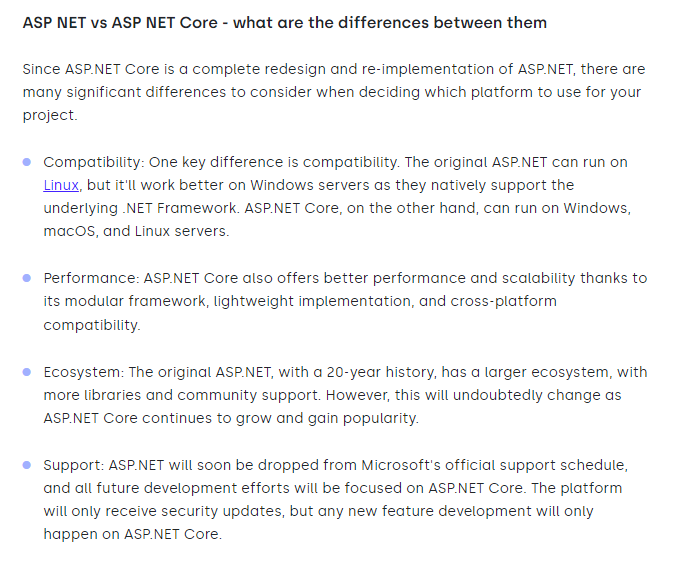 ASP NET vs ASP NET Core - what are the differences between them
Since ASP.NET Core is a complete redesign and re-implementation of ASP.NET, there are
many significant differences to consider when deciding which platform to use for your
project.
Compatibility: One key difference is compatibility. The original ASP.NET can run on
Linux, but it'll work better on Windows servers as they natively support the
underlying .NET Framework. ASP.NET Core, on the other hand, can run on Windows,
macOS, and Linux servers.
Performance: ASP.NET Core also offers better performance and scalability thanks to
its modular framework, lightweight implementation, and cross-platform
compatibility.
Ecosystem: The original ASP.NET, with a 20-year history, has a larger ecosystem, with
more libraries and community support. However, this will undoubtedly change as
ASP.NET Core continues to grow and gain popularity.
Support: ASP.NET will soon be dropped from Microsoft's official support schedule,
and all future development efforts will be focused on ASP.NET Core. The platform
will only receive security updates, but any new feature development will only
happen on ASP.NET Core.